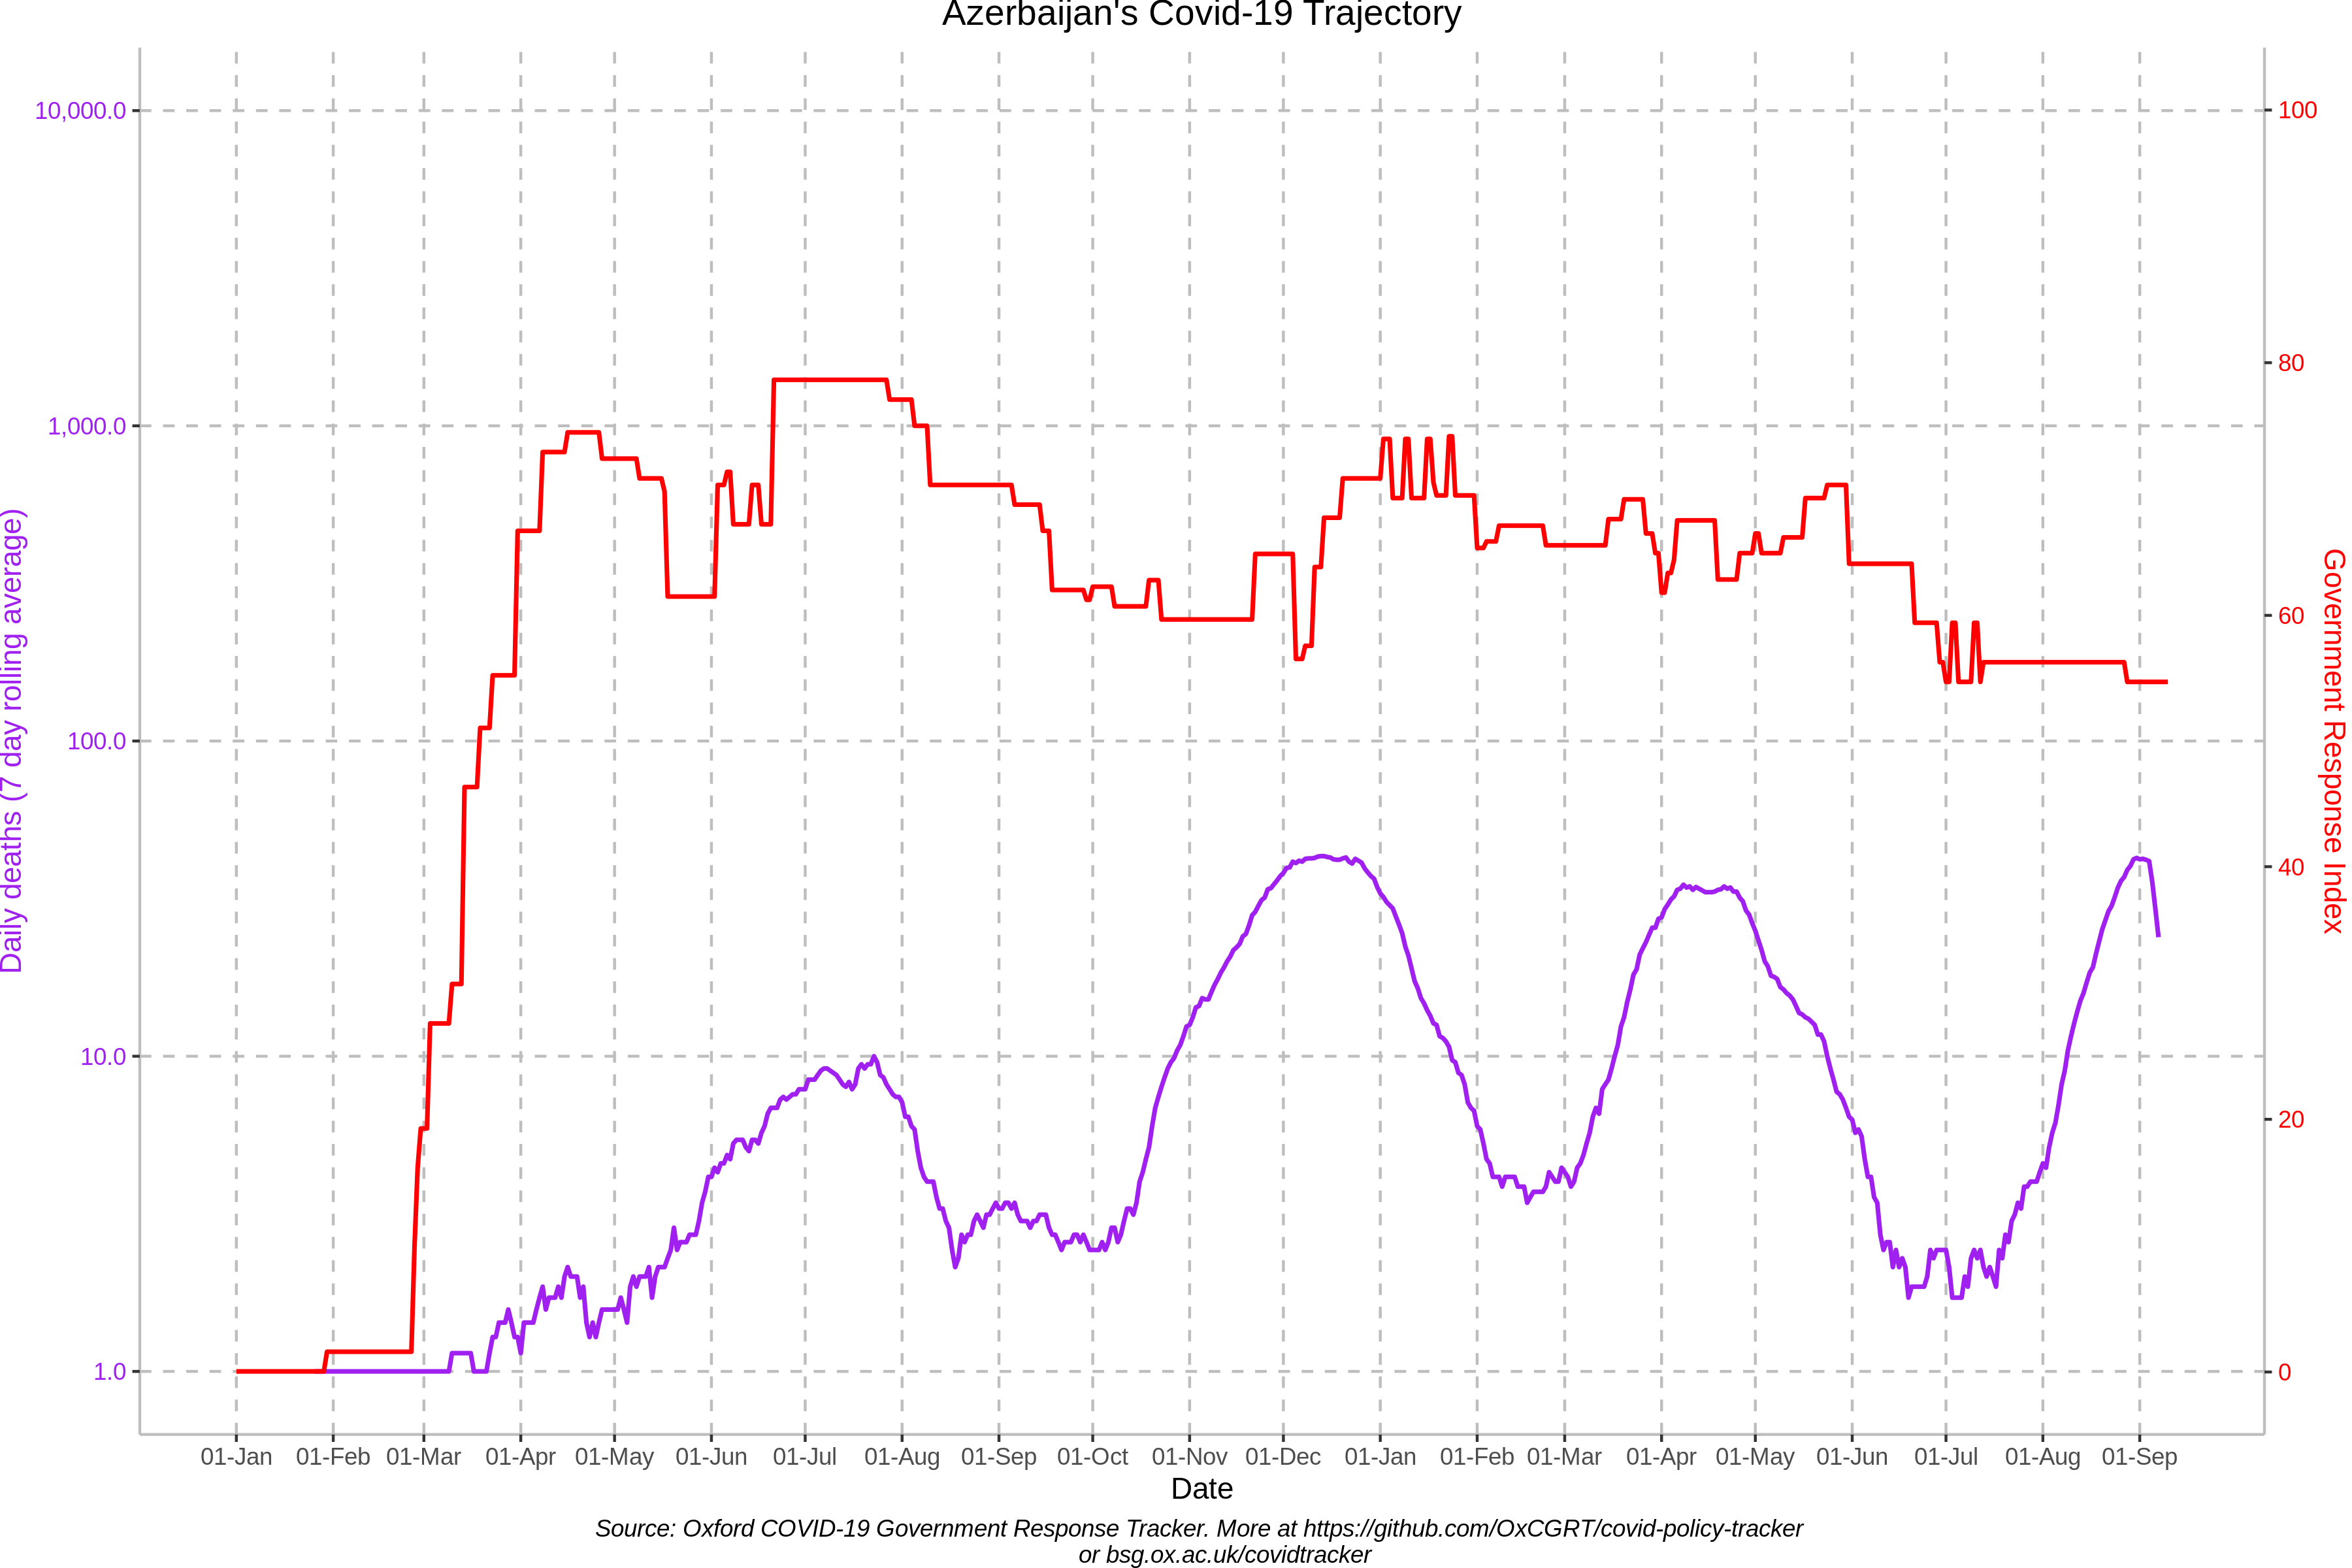 Azerbaijan's Covid-19 Trajectory
10,000.0
1,000.0
100.0
10.0
1.0
Daily deaths (7 day rolling average)
100
80
60
40
20
0
Government Response Index
01-Jan 01-Feb 01-Mar 01-Apr 01-May 01-Jun 01-Jul 01-Aug 01-Sep 01-Oct 01-Nov 01-Dec 01-Jan 01-Feb 01-Mar 01-Apr 01-May 01-Jun 01-Jul 01-Aug 01-Sep
Date
Source: Oxford COVID-19 Government Response Tracker. More at https://github.com/OxCGRT/covid-policy-tracker
or bsg.ox.ac.uk/covidtracker